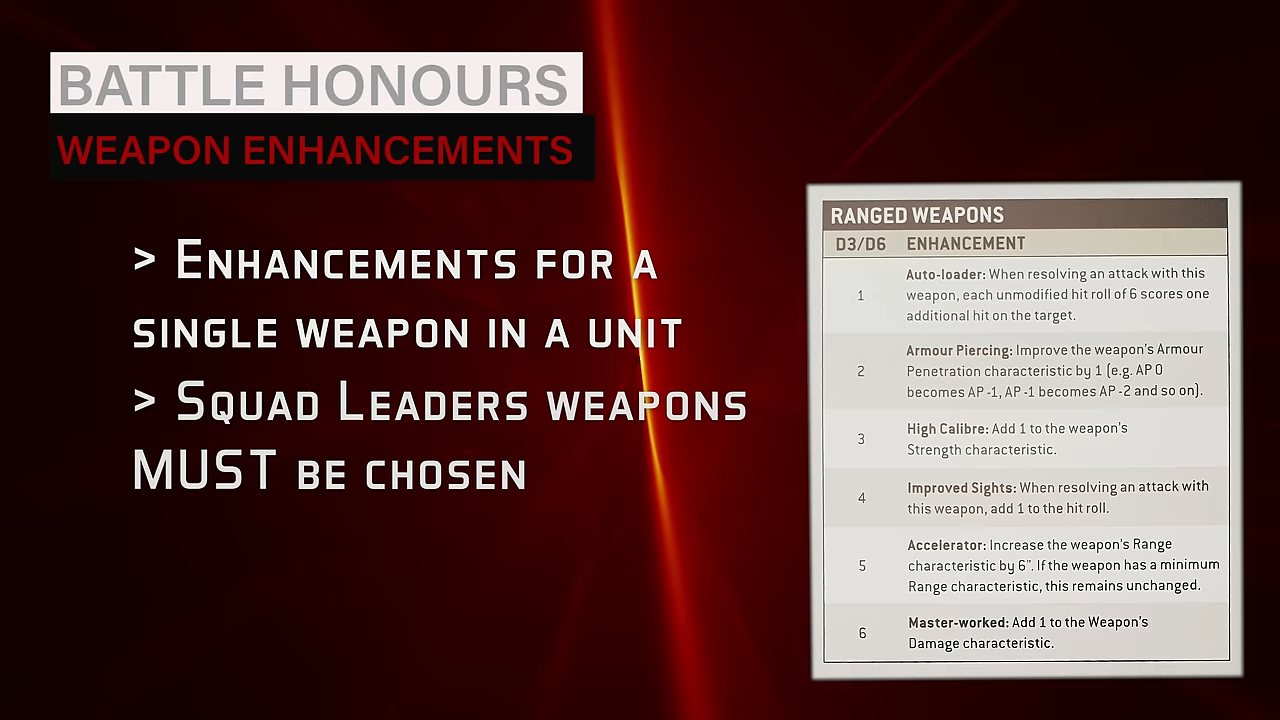 BATTLE HONOURS
WEAPON ENHANCEMENTS
> Enhancements for a
single weapon in a unit
> Squad Leaders weapons
MUST be chosen
RANGED WEAPONS
D3/D6 ENHANCEMENT
1 Auto-loader: When resolving an attack with this
weapon, each unmodified hit roll of 6 scores one
additional hit on the target.
2 Armour Piercing: Improve the weapon's Armour
Penetration characteristic by 1 (e.g. AP 0
becomes AP -1, AP -1 becomes AP -2 and so on).
3 High Calibre: Add 1 to the weapon's
Strength characteristic.
4 Improved Sights: When resolving an attack with
this weapon, add 1 to the hit roll.
5 Accelerator: Increase the weapon's Range
characteristic by 6". If the weapon has a minimum
Range characteristic, this remains unchanged.
6 Master-worked: Add 1 to the Weapon's
Damage characteristic.